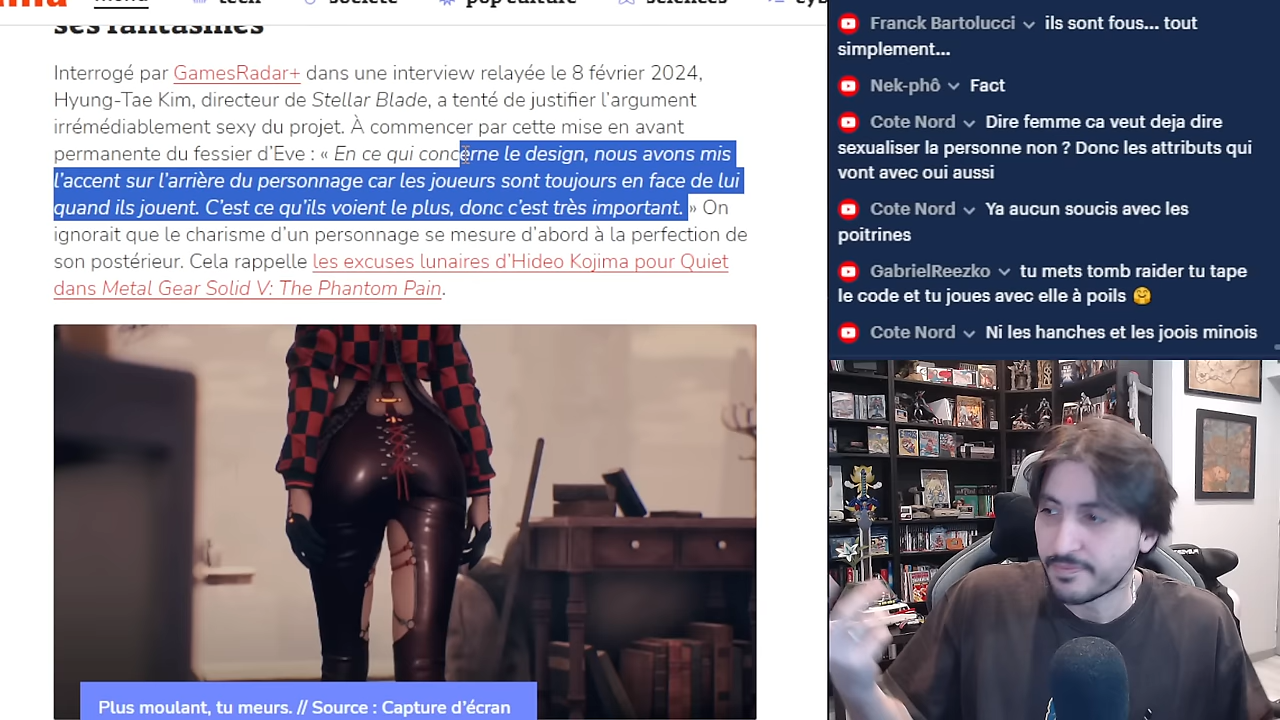 menu tech société pop culture sciences cyb
ses fantasmes
Interrogé par GamesRadar+ dans une interview relayée le 8 février 2024,
Hyung-Tae Kim, directeur de Stellar Blade, a tenté de justifier l’argument
irrémédiablement sexy du projet. À commencer par cette mise en avant
permanente du fessier d’Eve : « En ce qui concerne le design, nous avons mis
l’accent sur l’arrière du personnage car les joueurs sont toujours en face de lui
quand ils jouent. C’est ce qu’ils voient le plus, donc c’est très important. » On
ignorait que le charisme d’un personnage se mesure d’abord à la perfection de
son postérieur. Cela rappelle les excuses lunaires d’Hideo Kojima pour Quiet
dans Metal Gear Solid V: The Phantom Pain.
Plus moulant, tu meurs. // Source : Capture d’écran
Franck Bartolucci ils sont fous... tout
simplement...
Nek-phô Fact
Cote Nord Dire femme ca veut deja dire
sexualiser la personne non ? Donc les attributs qui
vont avec oui aussi
Cote Nord Ya aucun soucis avec les
poitrines
GabrielReezko tu mets tomb raider tu tape
le code et tu joues avec elle à poils 🤗
Cote Nord Ni les hanches et les joois minois